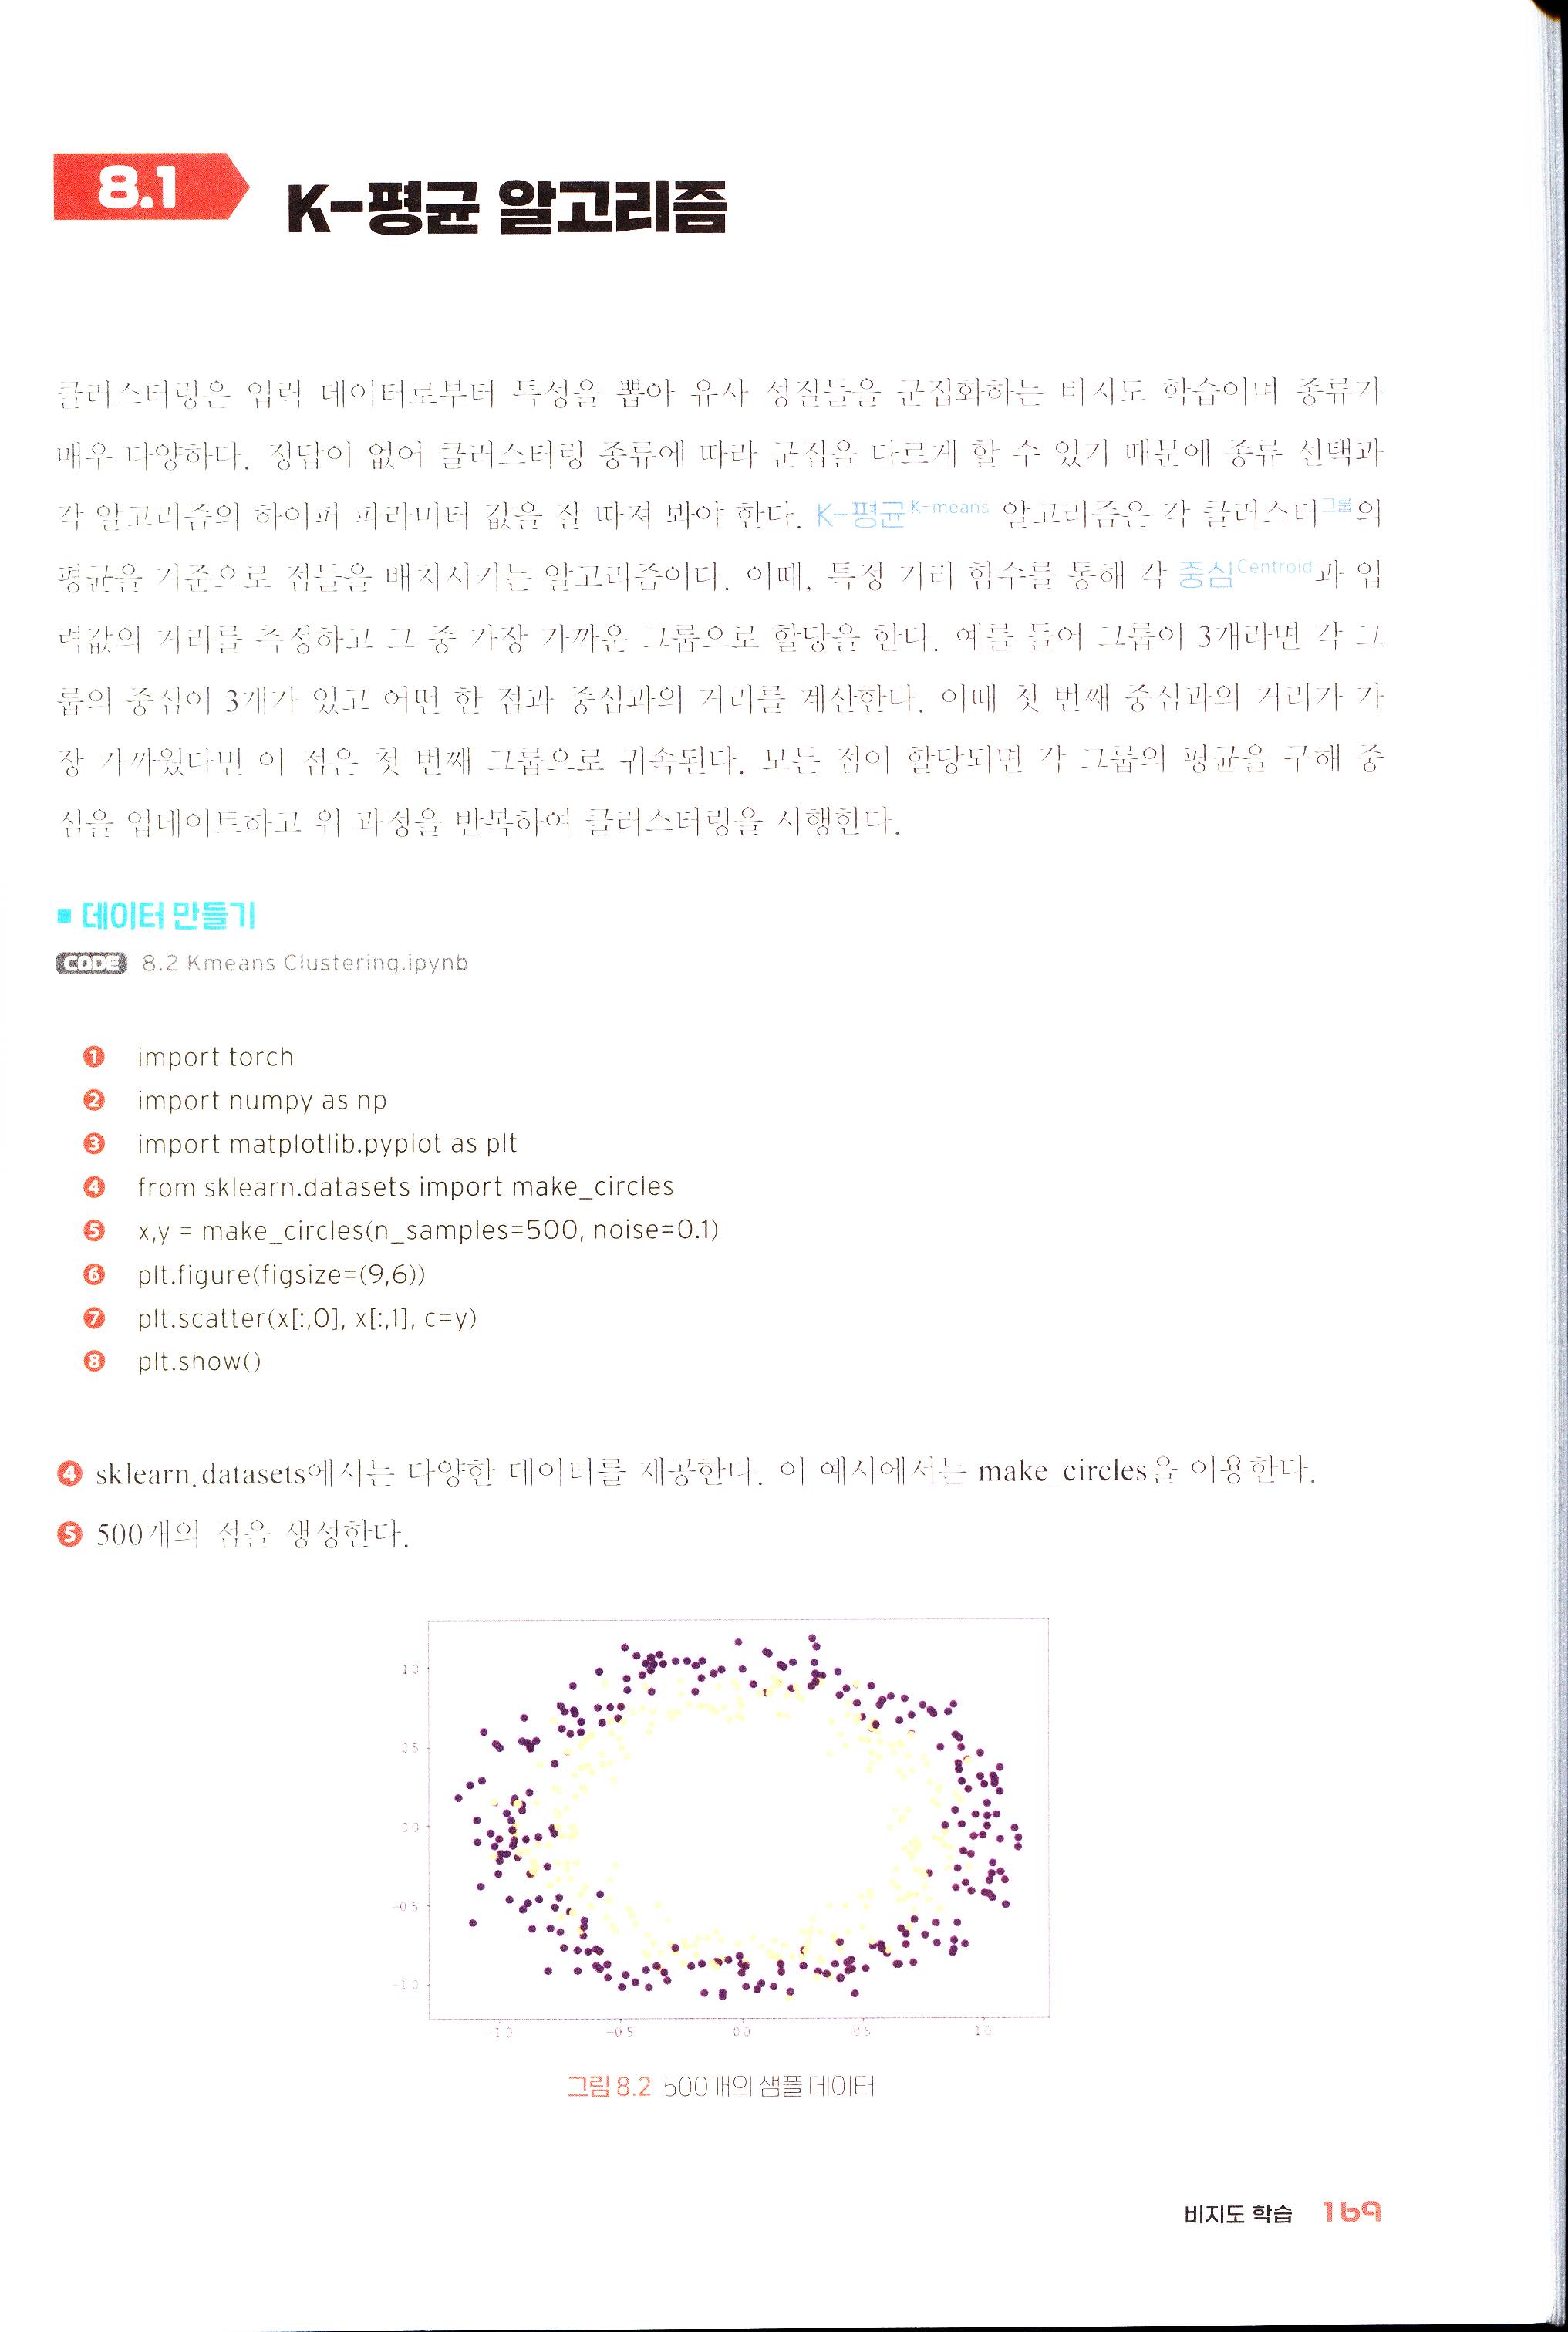 8.1
K-평균 알고리즘
클러스터링은 입력 데이터로부터 특성을 뽑아 유사 성질들을 군집화하는 비지도 학습이며 종류가
매우 다양하다. 정답이 없어 클러스터링 종류에 따라 군집을 다르게 할 수 있기 때문에 종류 선택과
각 알고리즘의 하이퍼 파라미터 값을 잘 따져 봐야 한다. K-평균K-means 알고리즘은 각 클러스터그룹의
평균을 기준으로 점들을 배치시키는 알고리즘이다. 이때, 특정 거리 함수를 통해 각 중심Centroid과 입
력값의 거리를 측정하고 그 중 가장 가까운 그룹으로 할당을 한다. 예를 들어 그룹이 3개라면 각 그
룹의 중심이 3개가 있고 어떤 한 점과 중심과의 거리를 계산한다. 이때 첫 번째 중심과의 거리가 가
장 가까웠다면 이 점은 첫 번째 그룹으로 귀속된다. 모든 점이 할당되면 각 그룹의 평균을 구해 중
심을 업데이트하고 위 과정을 반복하여 클러스터링을 시행한다.
■ 데이터 만들기
CODE 8.2 Kmeans Clustering.ipynb
❶ import torch
❷ import numpy as np
❸ import matplotlib.pyplot as plt
❹ from sklearn.datasets import make_circles
❺ x,y = make_circles(n_samples=500, noise=0.1)
❻ plt.figure(figsize=(9,6))
❼ plt.scatter(x[:,0], x[:,1], c=y)
❽ plt.show()
❹ sklearn.datasets에서는 다양한 데이터를 제공한다. 이 예시에서는 make circles을 이용한다.
❺ 500개의 점을 생성한다.
1.0
0.5
0.0
-0.5
-1.0
-1.0 -0.5 0.0 0.5 1.0
그림 8.2 500개의 샘플 데이터
비지도 학습 169